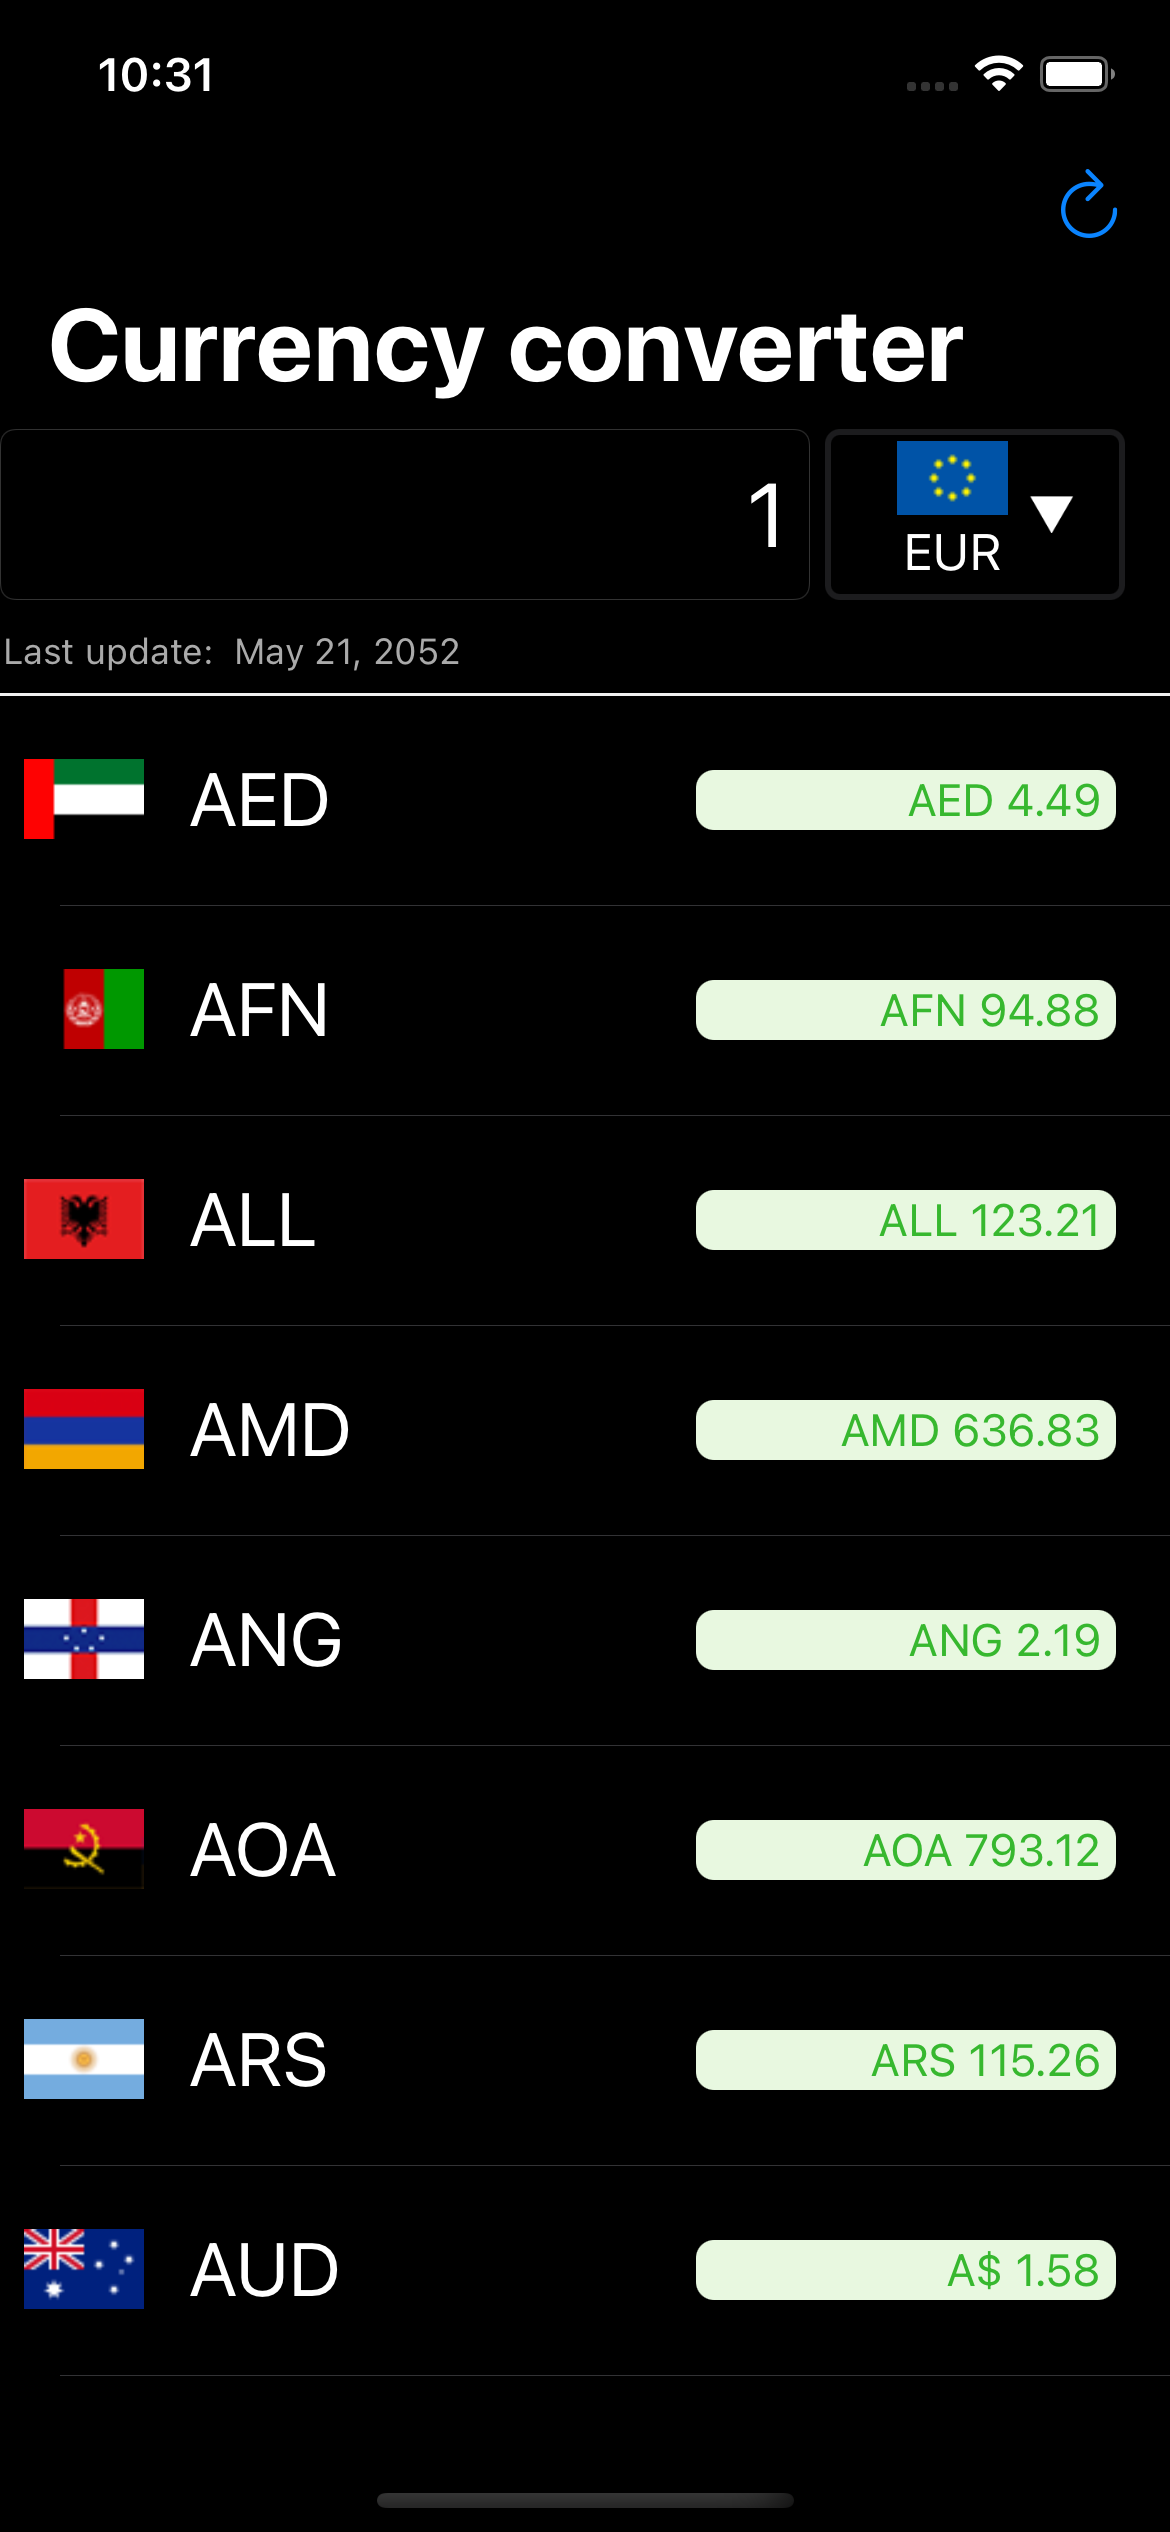 10:31
Currency converter
1
EUR
Last update: May 21, 2052
AED AED 4.49
AFN AFN 94.88
ALL ALL 123.21
AMD AMD 636.83
ANG ANG 2.19
AOA AOA 793.12
ARS ARS 115.26
AUD A$ 1.58